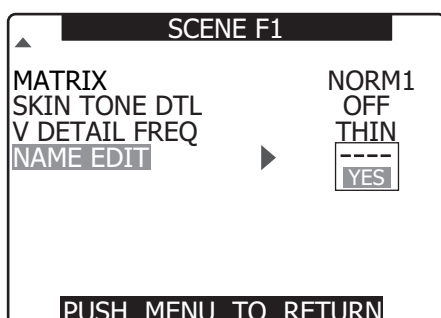 SCENE F1
MATRIX NORM1
SKIN TONE DTL OFF
V DETAIL FREQ THIN
NAME EDIT ----
YES
PUSH MENU TO RETURN